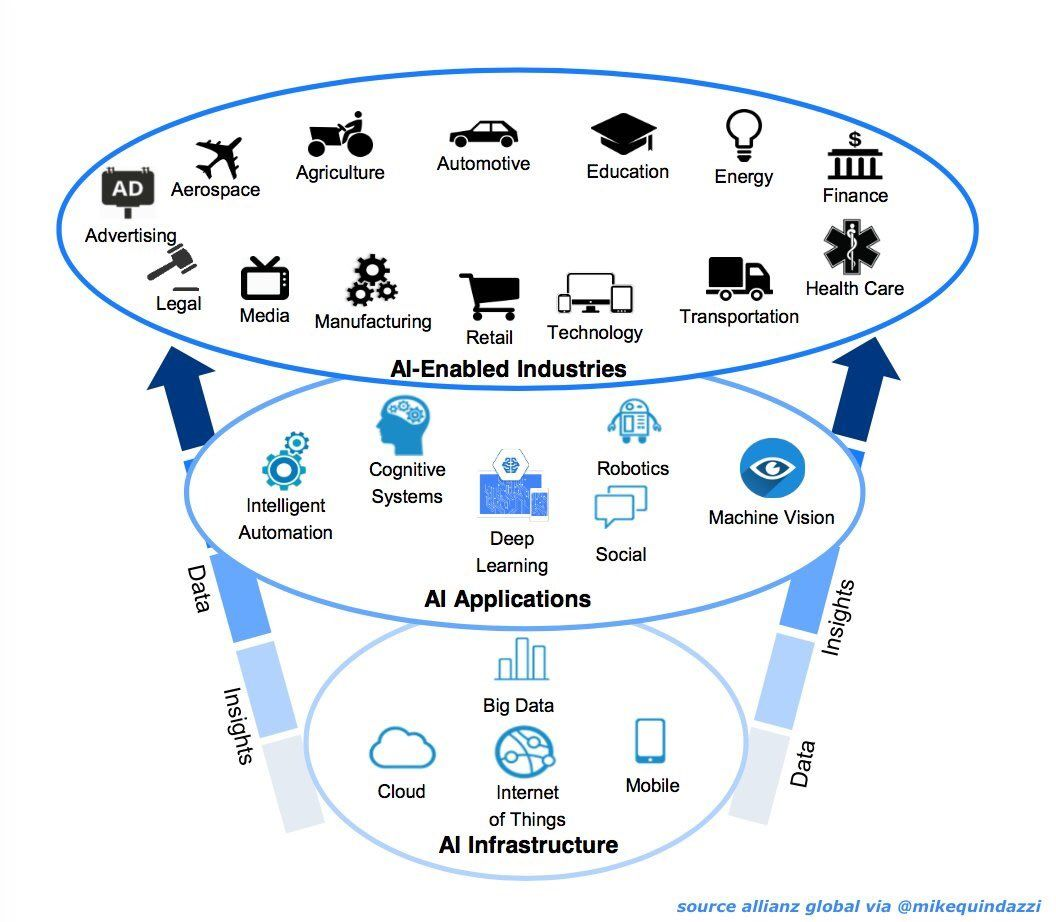 AD
$
Advertising
Aerospace
Agriculture
Automotive
Education
Energy
Finance
Legal
Media
Manufacturing
Retail
Technology
Transportation
Health Care
AI-Enabled Industries
Intelligent
Automation
Cognitive
Systems
Deep
Learning
Robotics
Social
Machine Vision
AI Applications
Data
Insights
Insights
Data
Big Data
Cloud
Internet
of Things
Mobile
AI Infrastructure
source allianz global via @mikequindazzi